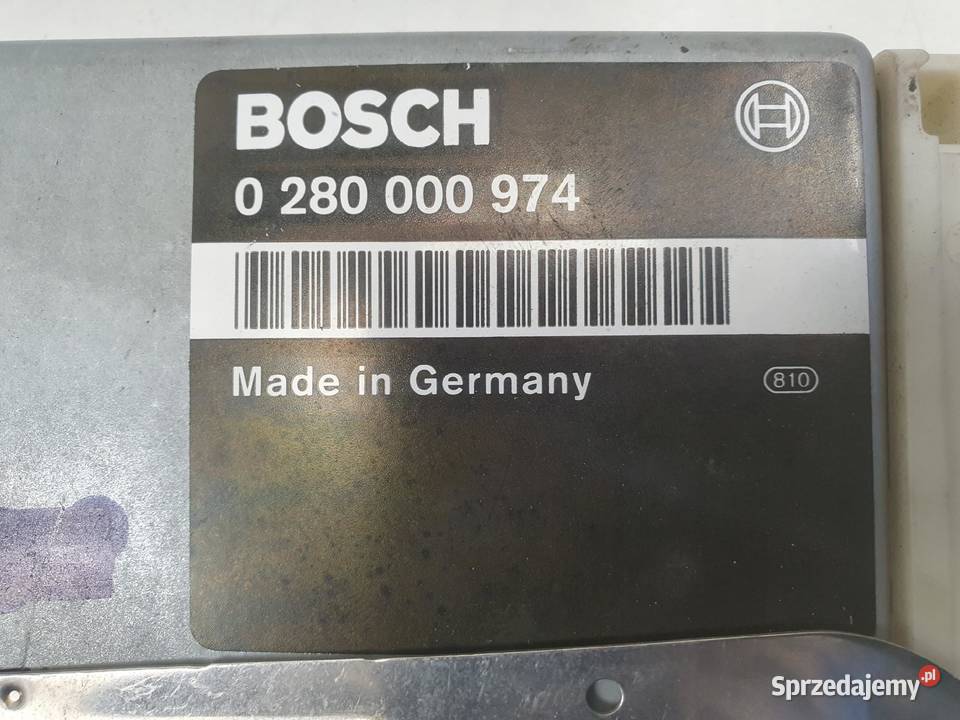 BOSCH
0 280 000 974
Made in Germany
810
Sprzedajemy.pl